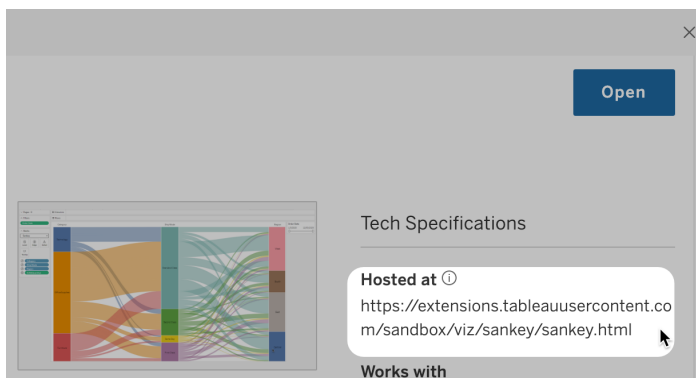 Open
Tech Specifications
Hosted at
https://extensions.tableauusercontent.co
m/sandbox/viz/sankey/sankey.html
Works with